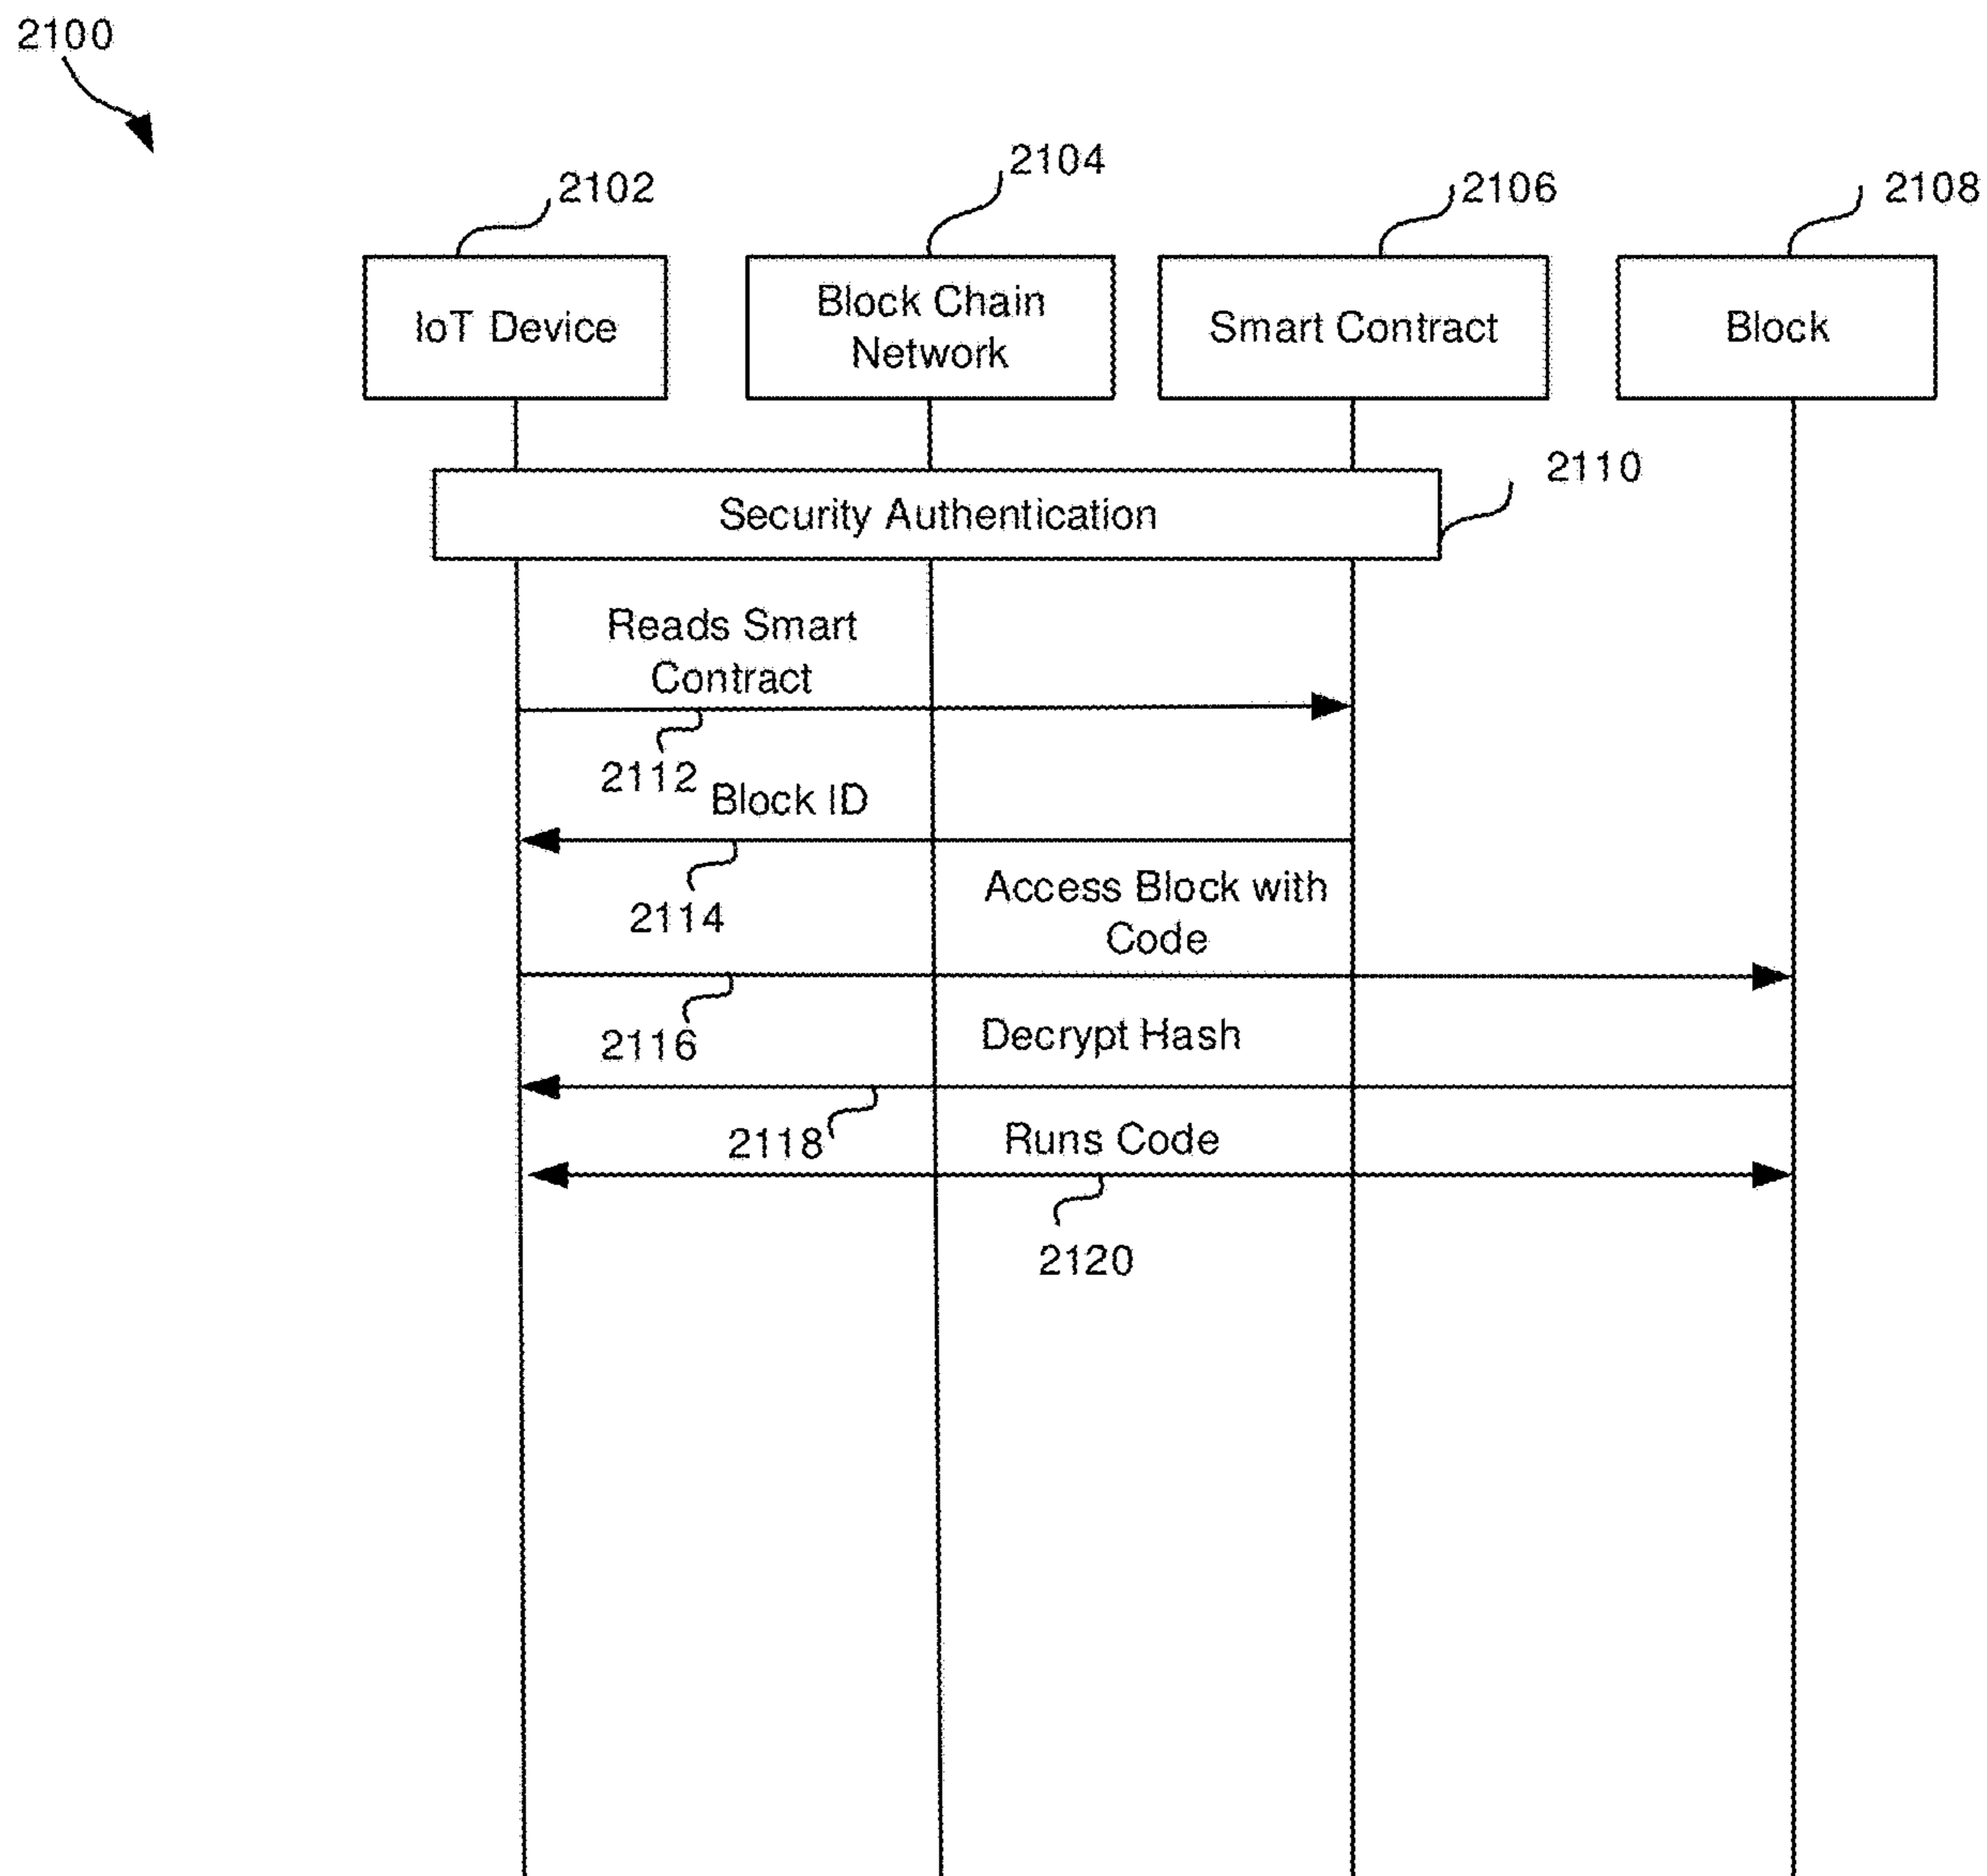 2100
2102
2104
2106
2108
IoT Device
Block Chain
Network
Smart Contract
Block
2110
Security Authentication
Reads Smart
Contract
2112
Block ID
2114
Access Block with
Code
2116
Decrypt Hash
2118
Runs Code
2120